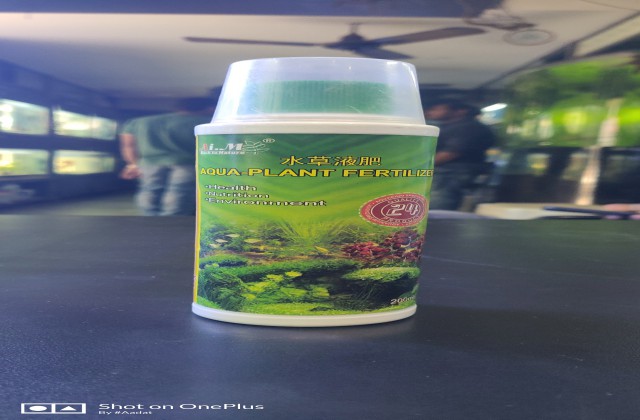 水草液肥
AQUA PLANT FERTILIZE
Health
Nutrition
Environment
24
Shot on OnePlus
By #Aadat